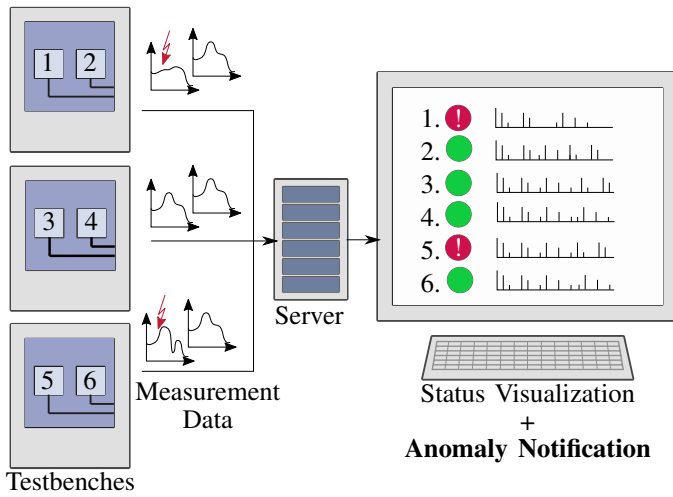 1 2
3 4
5 6
Testbenches
Measurement
Data
Server
1. !
2.
3.
4.
5. !
6.
Status Visualization
+
Anomaly Notification